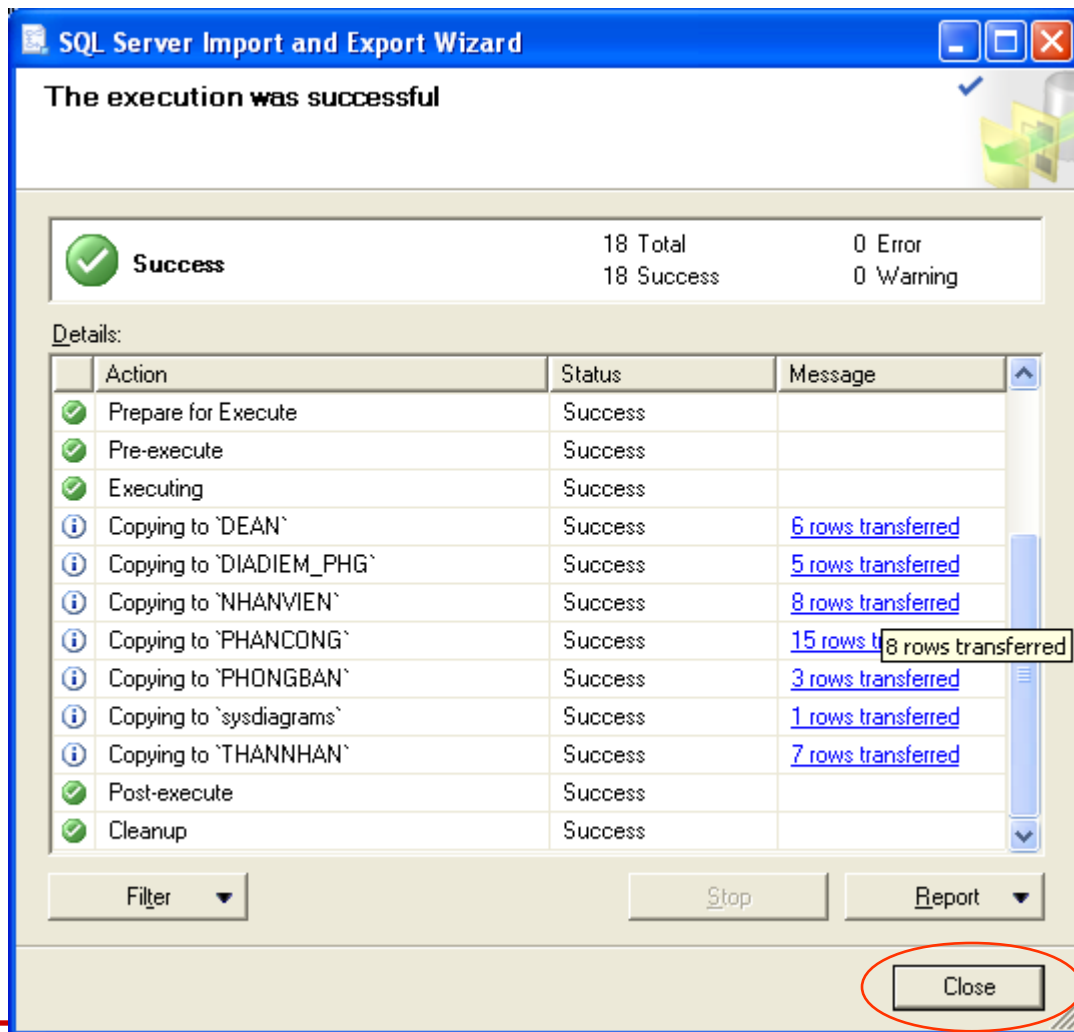 SQL Server Import and Export Wizard
The execution was successful
Success
18 Total 0 Error
18 Success 0 Warning
Details:
Action Status Message
Prepare for Execute Success
Pre-execute Success
Executing Success
Copying to `DEAN` Success 6 rows transferred
Copying to `DIADIEM_PHG` Success 5 rows transferred
Copying to `NHANVIEN` Success 8 rows transferred
Copying to `PHANCONG` Success 15 rows
8 rows transferred
Copying to `PHONGBAN` Success 3 rows transferred
Copying to `sysdiagrams` Success 1 rows transferred
Copying to `THANNHAN` Success 7 rows transferred
Post-execute Success
Cleanup Success
Filter Stop Report
Close